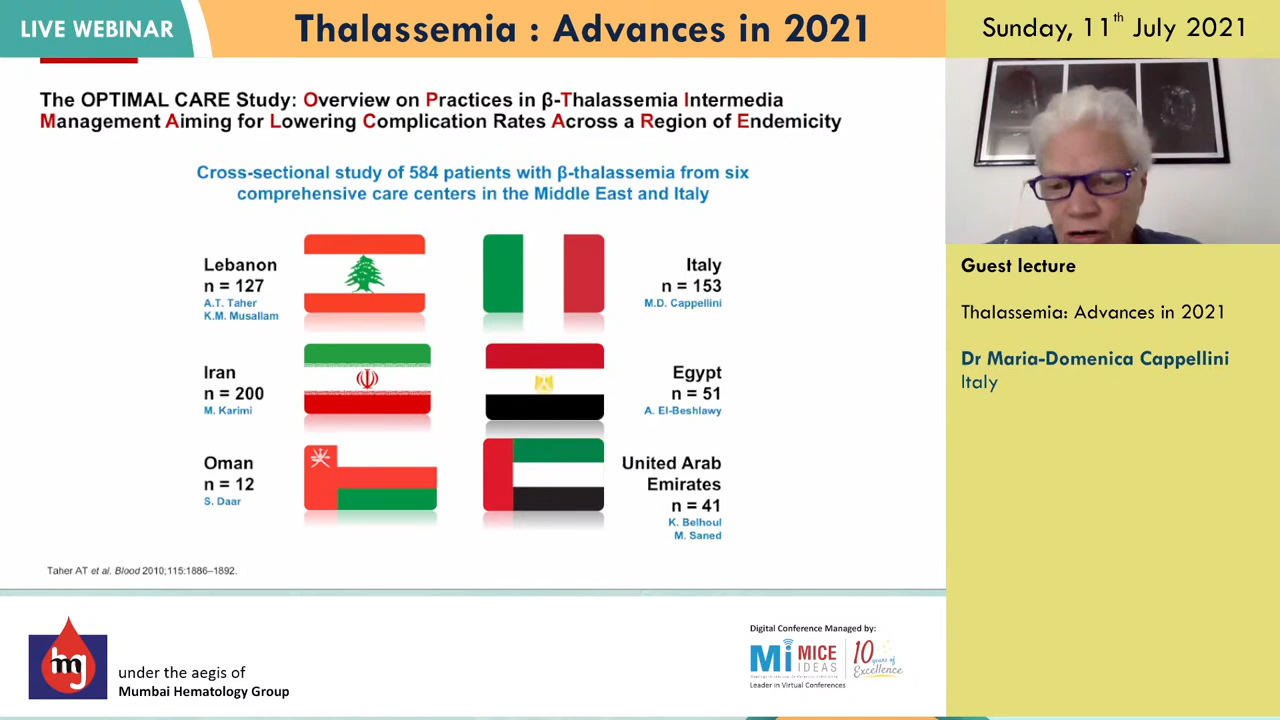 LIVE WEBINAR
Thalassemia : Advances in 2021
Sunday, 11th July 2021
The OPTIMAL CARE Study: Overview on Practices in β-Thalassemia Intermedia
Management Aiming for Lowering Complication Rates Across a Region of Endemicity
Cross-sectional study of 584 patients with β-thalassemia from six
comprehensive care centers in the Middle East and Italy
Lebanon
n = 127
A.T. Taher
K.M. Musallam
Italy
n = 153
M.D. Cappellini
Iran
n = 200
M. Karimi
Egypt
n = 51
A. El-Beshlawy
Oman
n = 12
S. Daar
United Arab
Emirates
n = 41
K. Belhoul
M. Saned
Taher AT et al. Blood 2010;115:1886–1892.
Guest lecture
Thalassemia: Advances in 2021
Dr Maria-Domenica Cappellini
Italy
hmg
under the aegis of
Mumbai Hematology Group
Digital Conference Managed by:
Mi MICE
IDEAS
10 years of
Excellence
Leader in Virtual Conferences